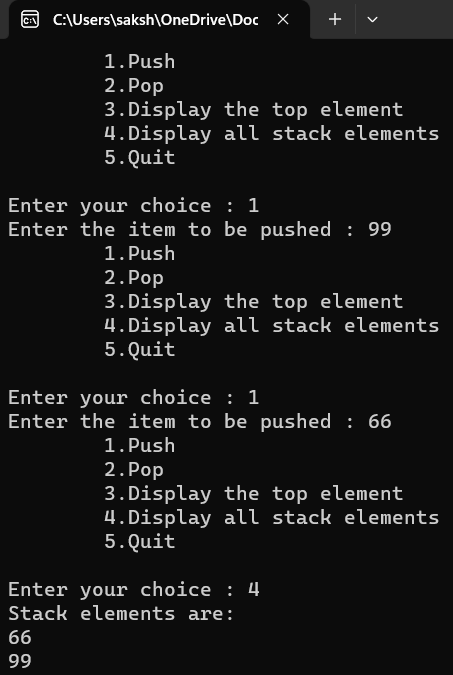 C:\Users\saksh\OneDrive\Doc
1.Push
2.Pop
3.Display the top element
4.Display all stack elements
5.Quit
Enter your choice : 1
Enter the item to be pushed : 99
1.Push
2.Pop
3.Display the top element
4.Display all stack elements
5.Quit
Enter your choice : 1
Enter the item to be pushed : 66
1.Push
2.Pop
3.Display the top element
4.Display all stack elements
5.Quit
Enter your choice : 4
Stack elements are:
66
99